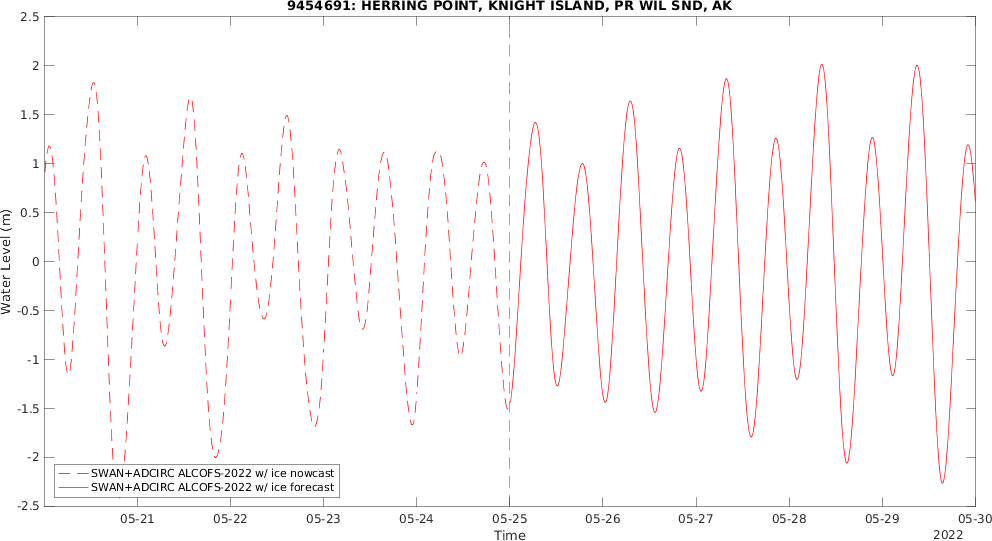 9454691: HERRING POINT, KNIGHT ISLAND, PR WIL SND, AK
2.5
2
1.5
1
0.5
0
-0.5
-1
-1.5
-2
-2.5
Water Level (m)
SWAN+ADCIRC ALCOFS-2022 w/ ice nowcast
SWAN+ADCIRC ALCOFS-2022 w/ ice forecast
05-21 05-22 05-23 05-24 05-25 05-26 05-27 05-28 05-29 05-30
Time
2022